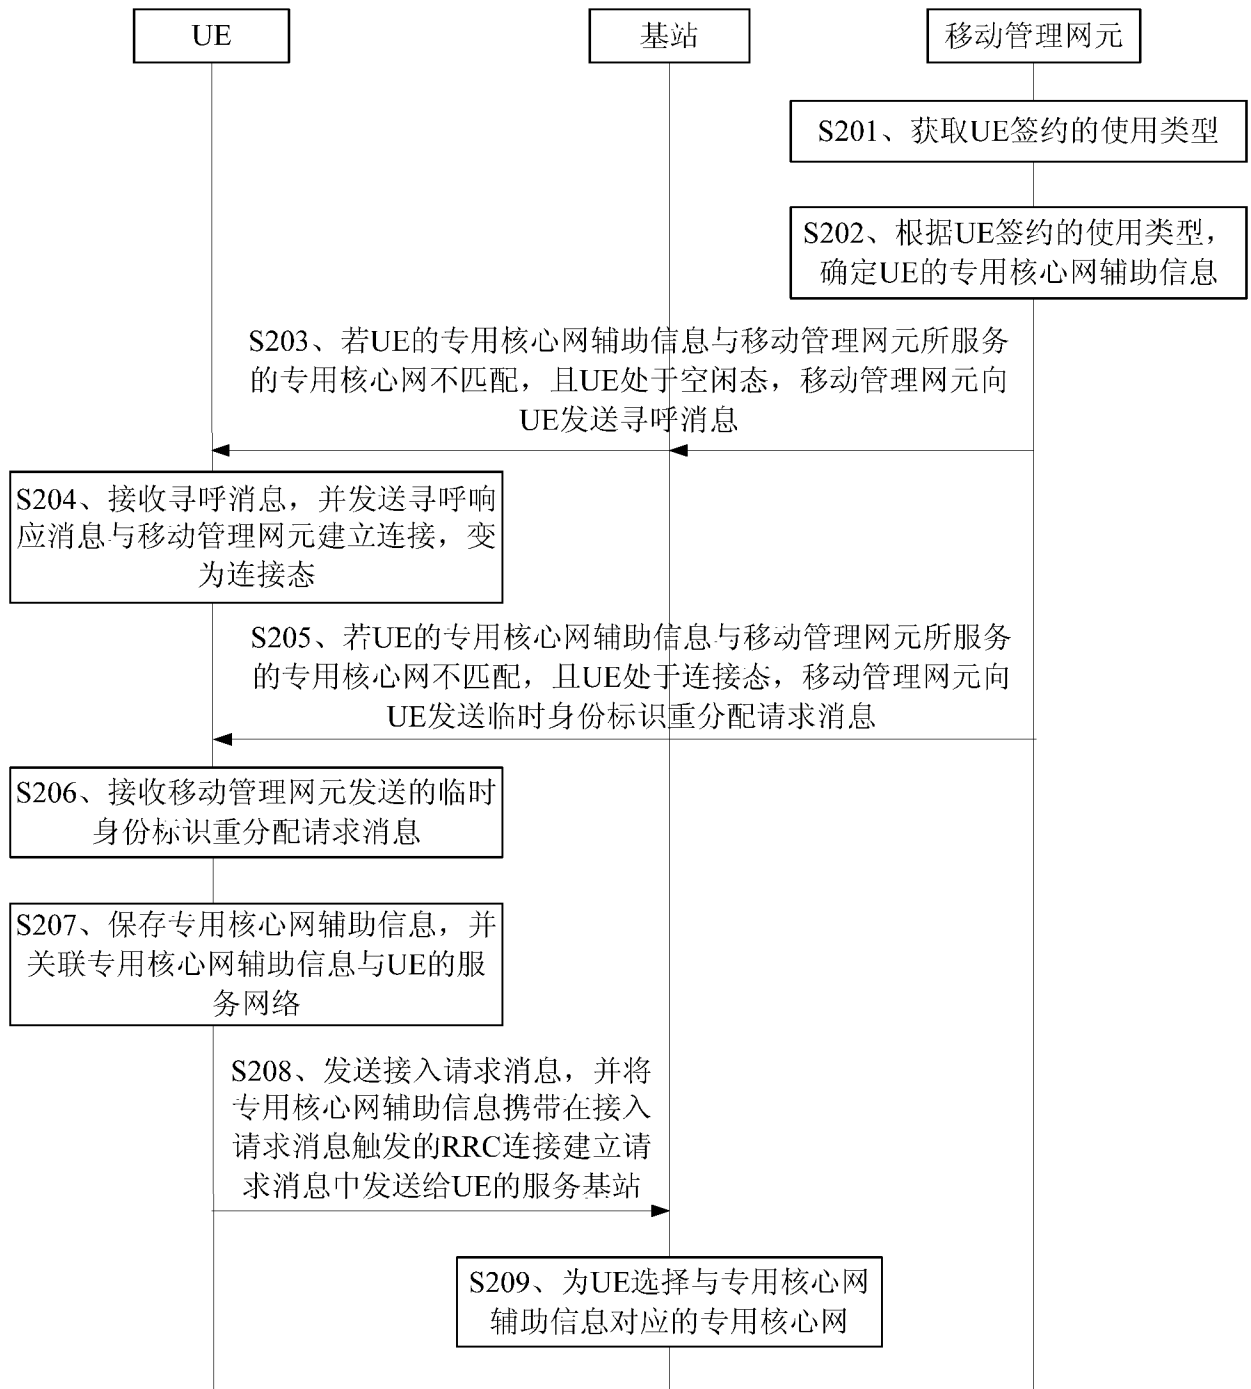 UE
基站
移动管理网元
S201、获取UE签约的使用类型
S202、根据UE签约的使用类型，
确定UE的专用核心网辅助信息
S203、若UE的专用核心网辅助信息与移动管理网元所服务
的专用核心网不匹配，且UE处于空闲态，移动管理网元向
UE发送寻呼消息
S204、接收寻呼消息，并发送寻呼响
应消息与移动管理网元建立连接，变
为连接态
S205、若UE的专用核心网辅助信息与移动管理网元所服务
的专用核心网不匹配，且UE处于连接态，移动管理网元向
UE发送临时身份标识重分配请求消息
S206、接收移动管理网元发送的临时
身份标识重分配请求消息
S207、保存专用核心网辅助信息，并
关联专用核心网辅助信息与UE的服
务网络
S208、发送接入请求消息，并将
专用核心网辅助信息携带在接入
请求消息触发的RRC连接建立请
求消息中发送给UE的服务基站
S209、为UE选择与专用核心网
辅助信息对应的专用核心网